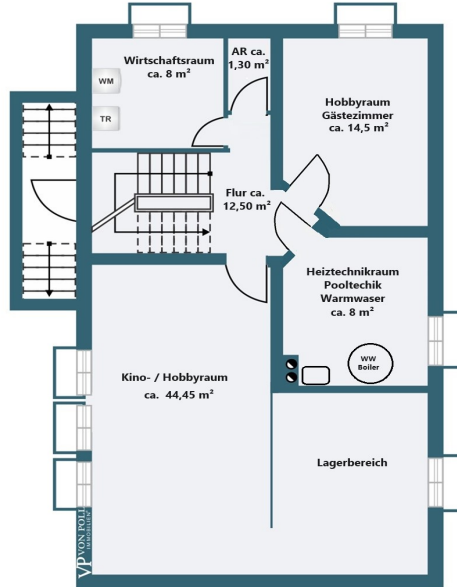 Wirtschaftsraum
ca. 8 m²
AR ca.
1,30 m²
WM
TR
Hobbyraum
Gästezimmer
ca. 14,5 m²
Flur ca.
12,50 m²
Heiztechnikraum
Pooltechik
Warmwaser
ca. 8 m²
WW
Boiler
Kino- / Hobbyraum
ca. 44,45 m²
Lagerbereich
VP VON POLL
IMMOBILIEN